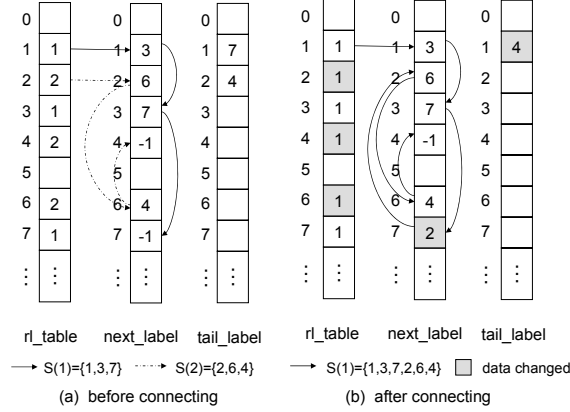 0 0 0
1 1 1 3 1 7
2 2 2 6 2 4
3 1 3 7 3
4 2 4 -1 4
5 5 5
6 2 6 4 6
7 1 7 -1 7
⋮ ⋮ ⋮ ⋮ ⋮ ⋮
rl_table next_label tail_label
S(1)={1,3,7} S(2)={2,6,4}
(a) before connecting
0 0 0
1 1 1 3 1 4
2 1 2 6 2
3 1 3 7 3
4 1 4 -1 4
5 5 5
6 1 6 4 6
7 1 7 2 7
⋮ ⋮ ⋮ ⋮ ⋮ ⋮
rl_table next_label tail_label
S(1)={1,3,7,2,6,4} data changed
(b) after connecting